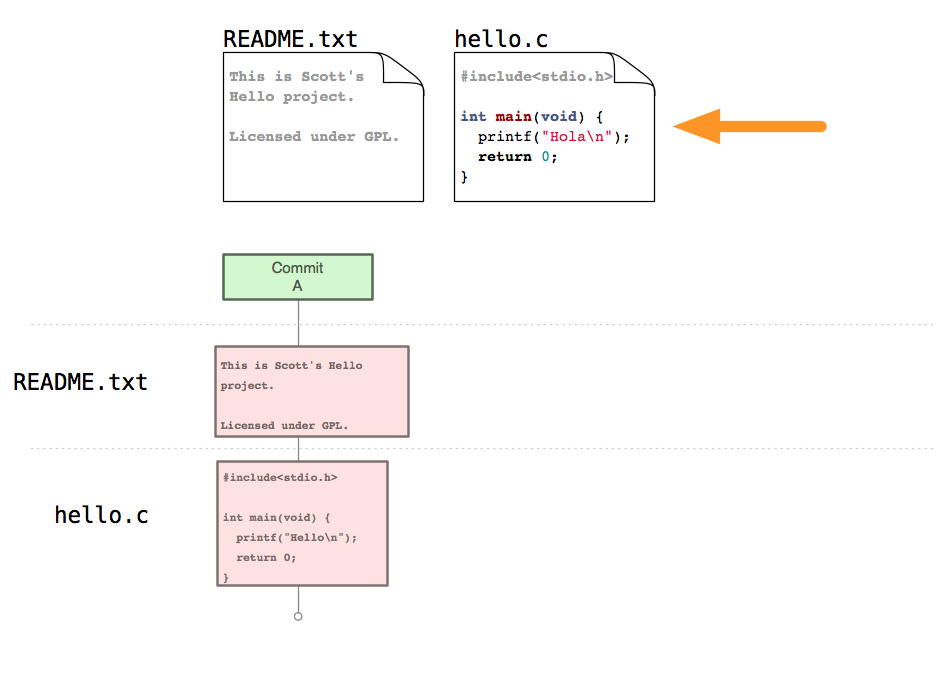 README.txt
This is Scott's
Hello project.
Licensed under GPL.
hello.c
#include<stdio.h>
int main(void) {
  printf("Hola\n");
  return 0;
}
Commit
A
README.txt
This is Scott's Hello
project.
Licensed under GPL.
hello.c
#include<stdio.h>
int main(void) {
  printf("Hello\n");
  return 0;
}